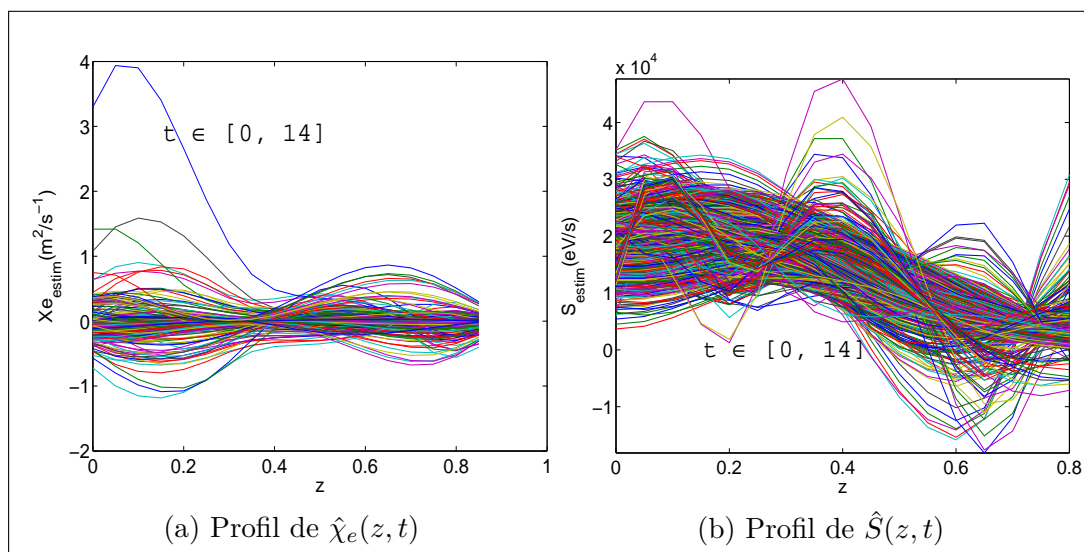 4
3
2
1
0
−1
−2
0
0.2
0.4
0.6
0.8
1
z
Xe_estim(m²/s⁻¹)
t ∈ [0, 14]
(a) Profil de χ̂_e(z, t)
x 10⁴
4
3
2
1
0
−1
0
0.2
0.4
0.6
0.8
z
S_estim(eV/s)
t ∈ [0, 14]
(b) Profil de Ŝ(z, t)